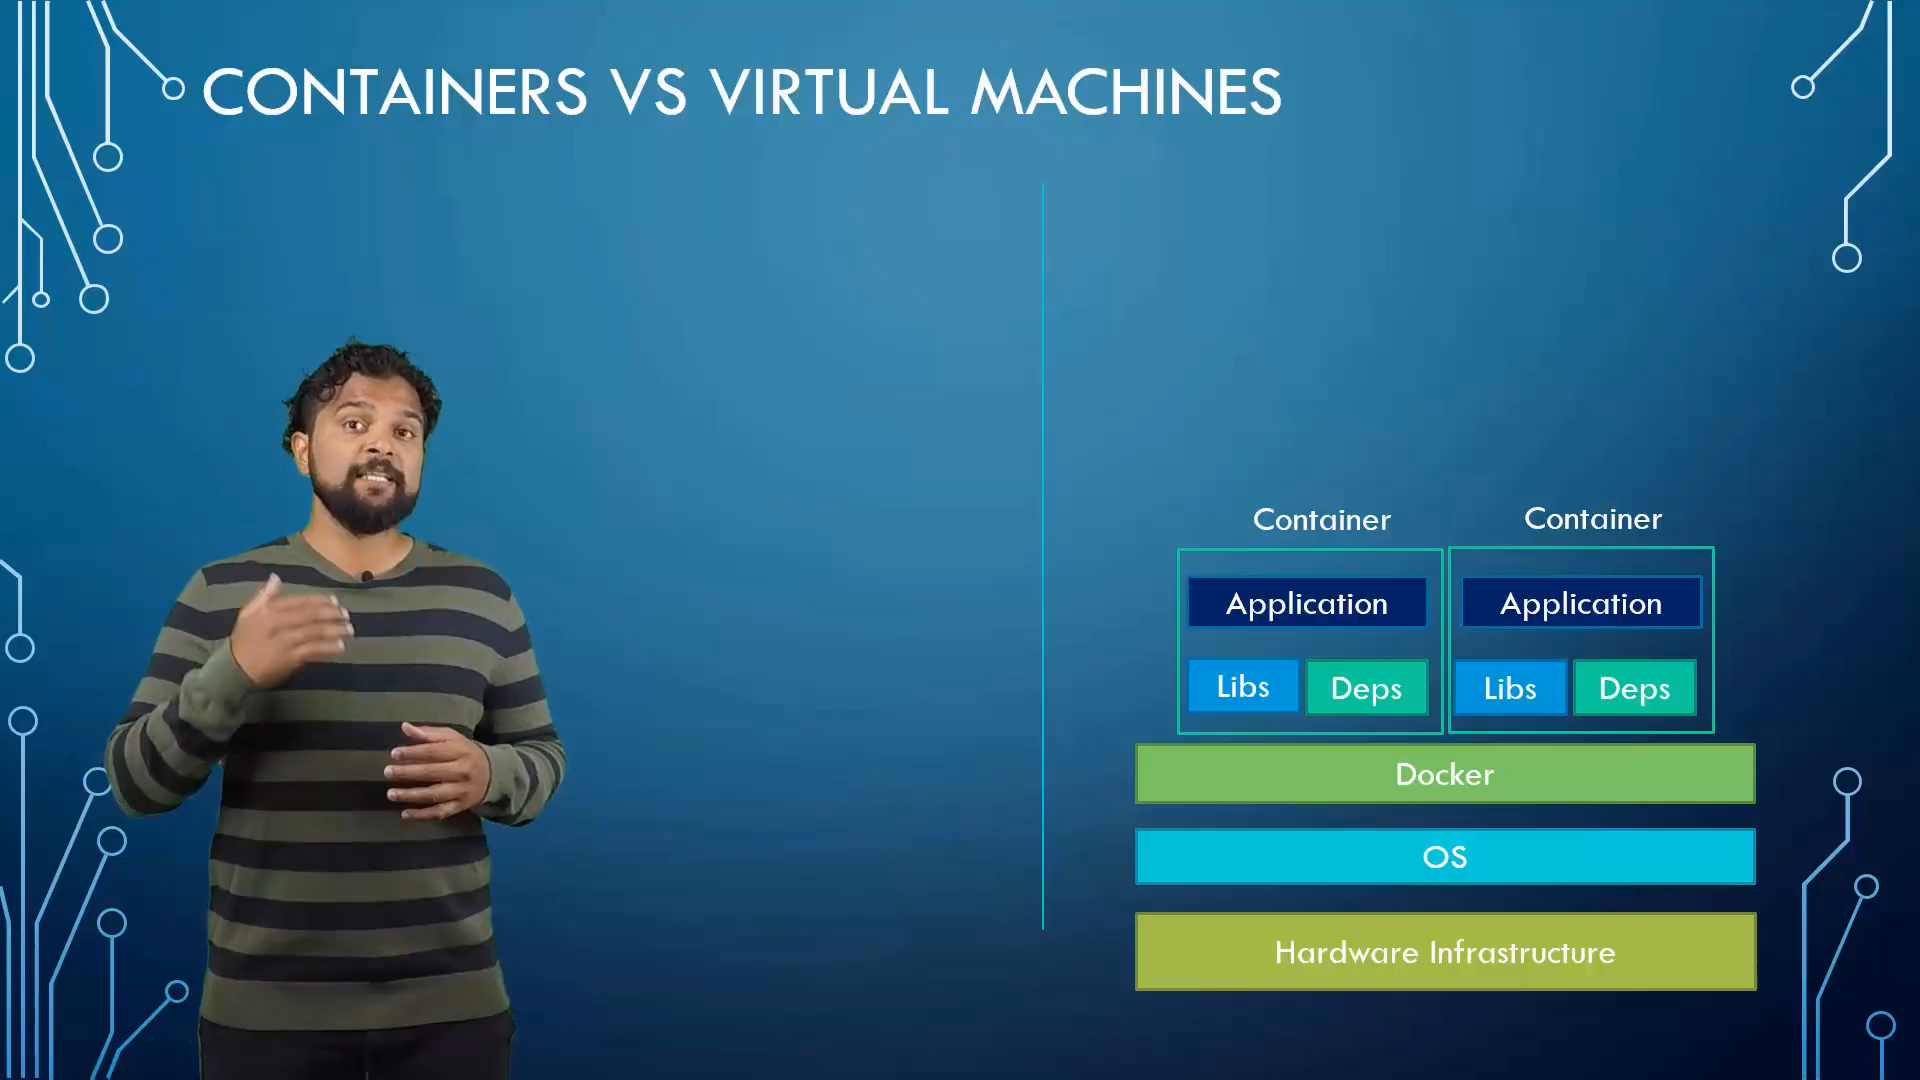 CONTAINERS VS VIRTUAL MACHINES
Container
Container
Application
Application
Libs
Deps
Libs
Deps
Docker
OS
Hardware Infrastructure